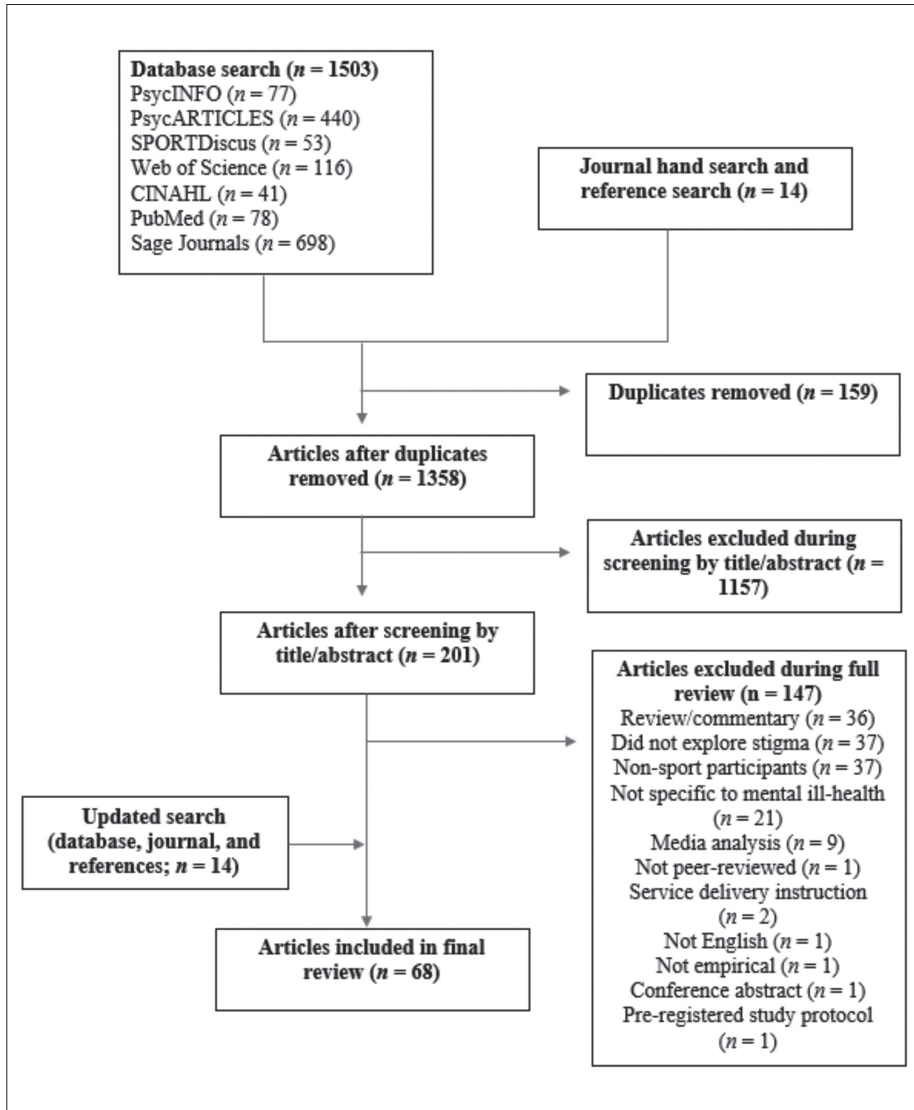 Database search (n = 1503)
PsycINFO (n = 77)
PsycARTICLES (n = 440)
SPORTDiscus (n = 53)
Web of Science (n = 116)
CINAHL (n = 41)
PubMed (n = 78)
Sage Journals (n = 698)
Journal hand search and
reference search (n = 14)
Duplicates removed (n = 159)
Articles after duplicates
removed (n = 1358)
Articles excluded during
screening by title/abstract (n =
1157)
Articles after screening by
title/abstract (n = 201)
Articles excluded during full
review (n = 147)
Review/commentary (n = 36)
Did not explore stigma (n = 37)
Non-sport participants (n = 37)
Not specific to mental ill-health
(n = 21)
Media analysis (n = 9)
Not peer-reviewed (n = 1)
Service delivery instruction
(n = 2)
Not English (n = 1)
Not empirical (n = 1)
Conference abstract (n = 1)
Pre-registered study protocol
(n = 1)
Updated search
(database, journal, and
references; n = 14)
Articles included in final
review (n = 68)